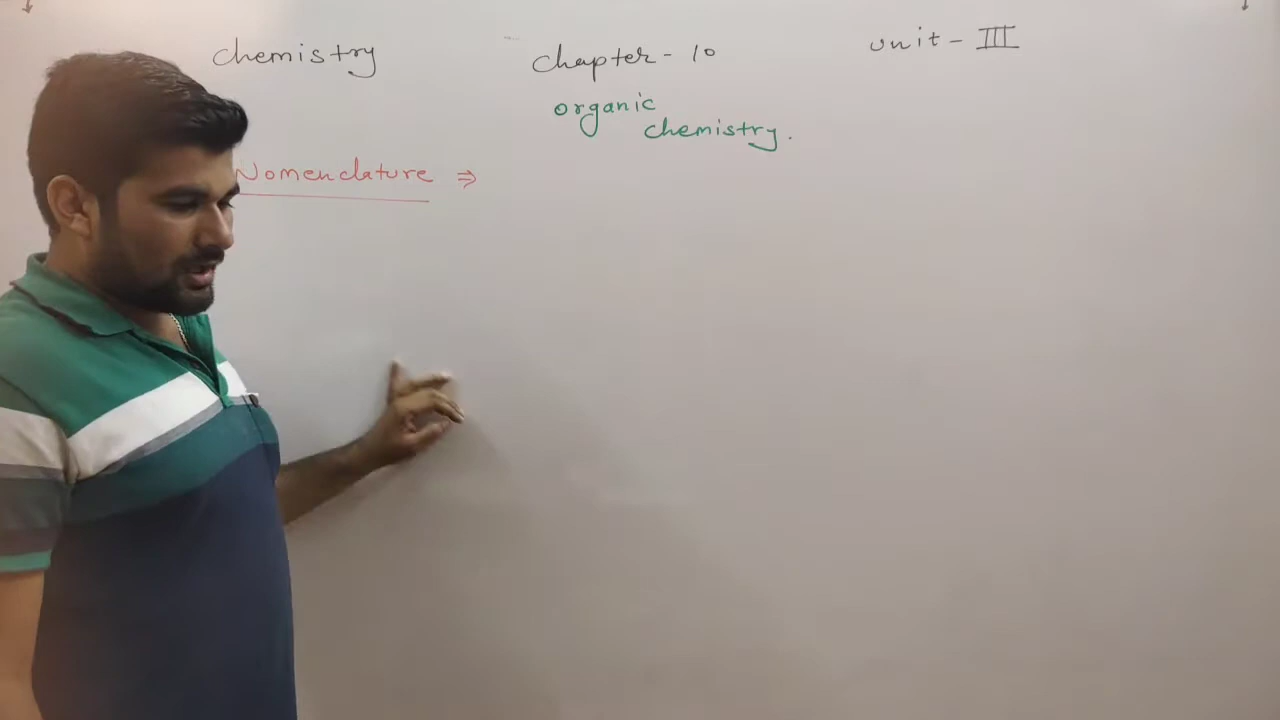 chemistry chapter - 10 unit - III
organic
chemistry.
Nomenclature ⇒